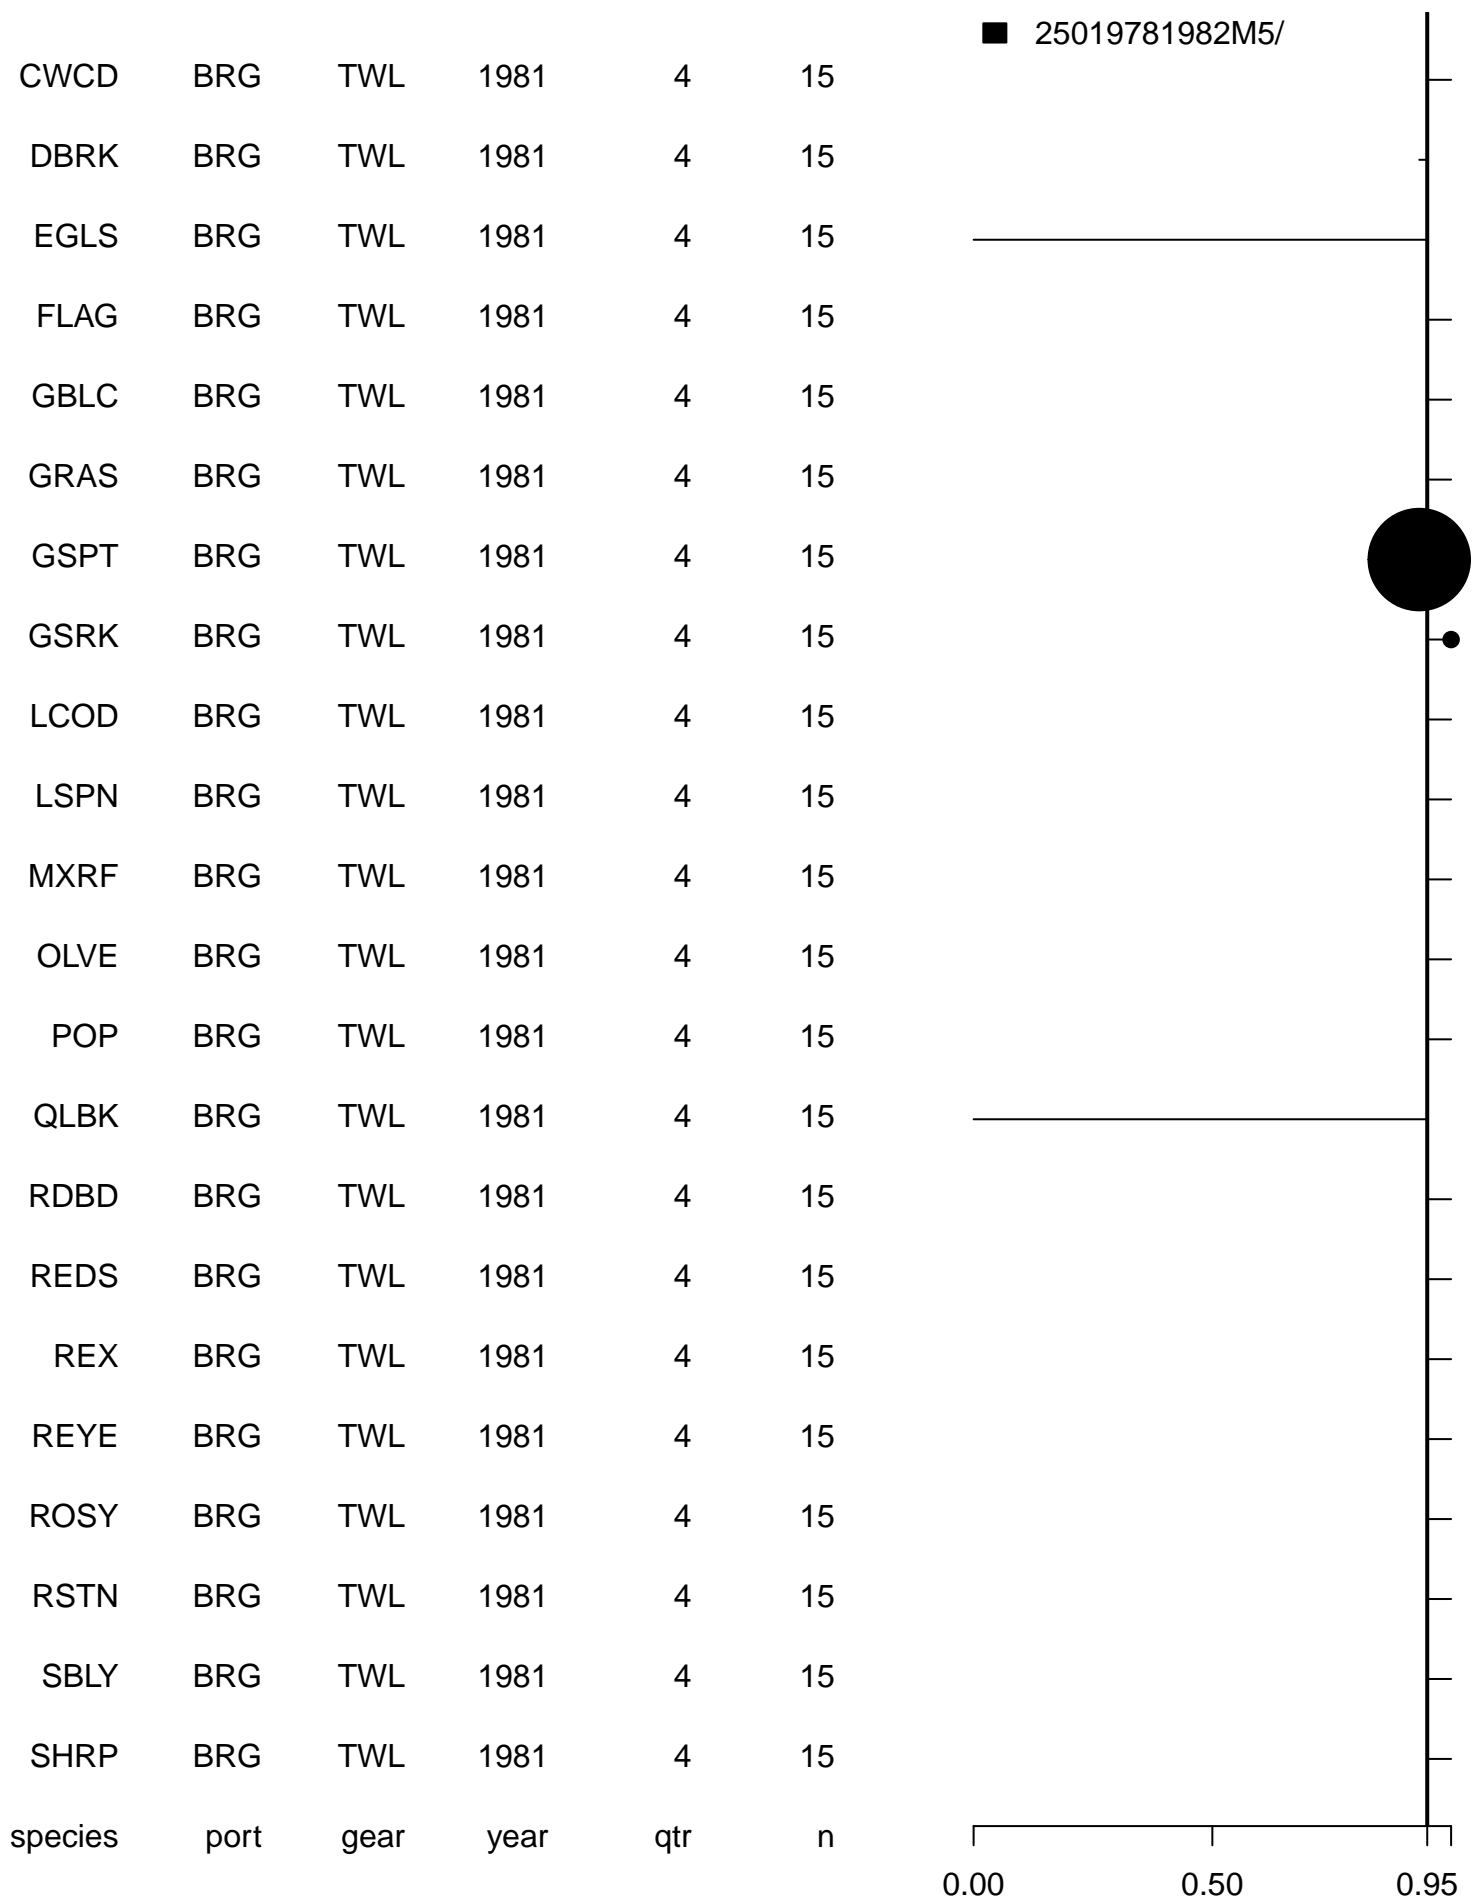 25019781982M5/
CWCD BRG TWL 1981 4 15
DBRK BRG TWL 1981 4 15
EGLS BRG TWL 1981 4 15
FLAG BRG TWL 1981 4 15
GBLC BRG TWL 1981 4 15
GRAS BRG TWL 1981 4 15
GSPT BRG TWL 1981 4 15
GSRK BRG TWL 1981 4 15
LCOD BRG TWL 1981 4 15
LSPN BRG TWL 1981 4 15
MXRF BRG TWL 1981 4 15
OLVE BRG TWL 1981 4 15
POP BRG TWL 1981 4 15
QLBK BRG TWL 1981 4 15
RDBD BRG TWL 1981 4 15
REDS BRG TWL 1981 4 15
REX BRG TWL 1981 4 15
REYE BRG TWL 1981 4 15
ROSY BRG TWL 1981 4 15
RSTN BRG TWL 1981 4 15
SBLY BRG TWL 1981 4 15
SHRP BRG TWL 1981 4 15
species port gear year qtr n
0.00 0.50 0.95